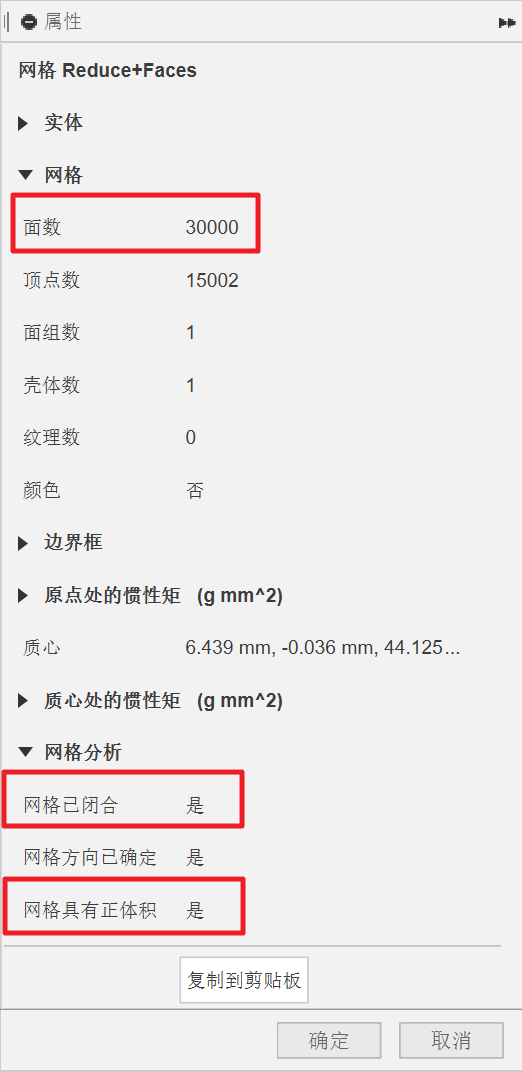 属性
网格 Reduce+Faces
实体
网格
面数 30000
顶点数 15002
面组数 1
壳体数 1
纹理数 0
颜色 否
边界框
原点处的惯性矩 (g mm^2)
质心 6.439 mm, -0.036 mm, 44.125...
质心处的惯性矩 (g mm^2)
网格分析
网格已闭合 是
网格方向已确定 是
网格具有正体积 是
复制到剪贴板
确定 取消